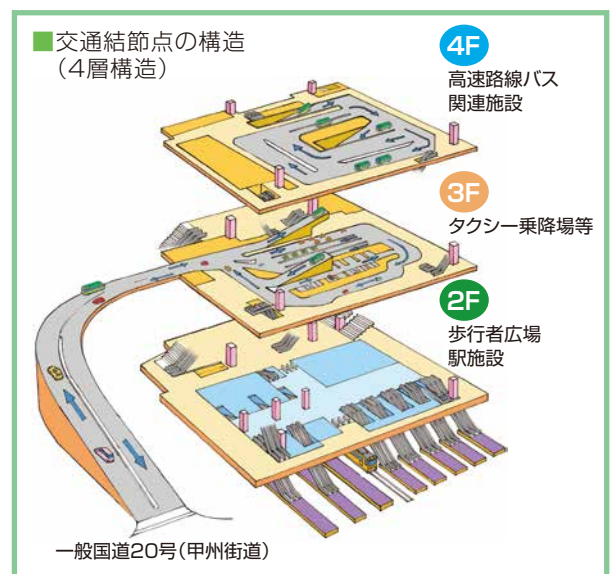 ■交通結節点の構造
（4層構造）
4F
高速路線バス
関連施設
3F
タクシー乗降場等
2F
歩行者広場
駅施設
一般国道20号（甲州街道）